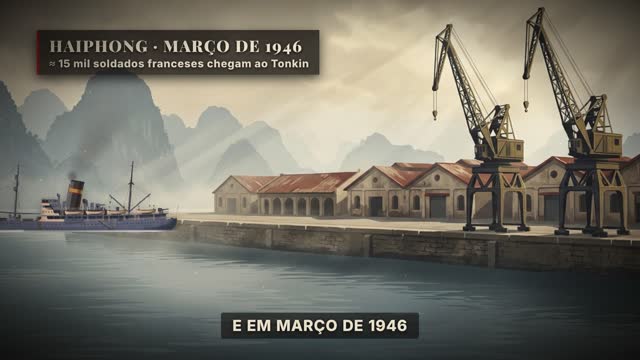 HAIPHONG · MARÇO DE 1946
≈ 15 mil soldados franceses chegam ao Tonkin
E EM MARÇO DE 1946